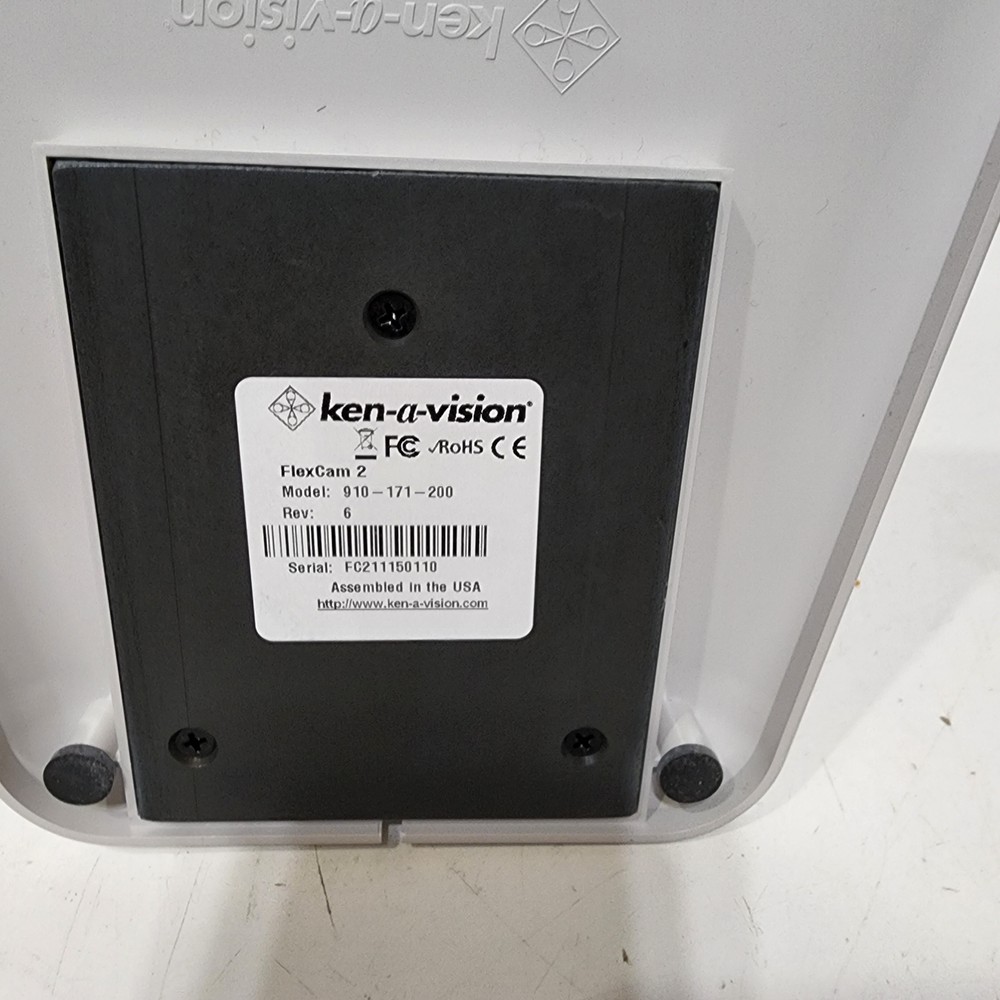 ken-a-vision
ken-a-vision®
FC ✓RoHS CE
FlexCam 2
Model: 910-171-200
Rev: 6
Serial: FC211150110
Assembled in the USA
http://www.ken-a-vision.com